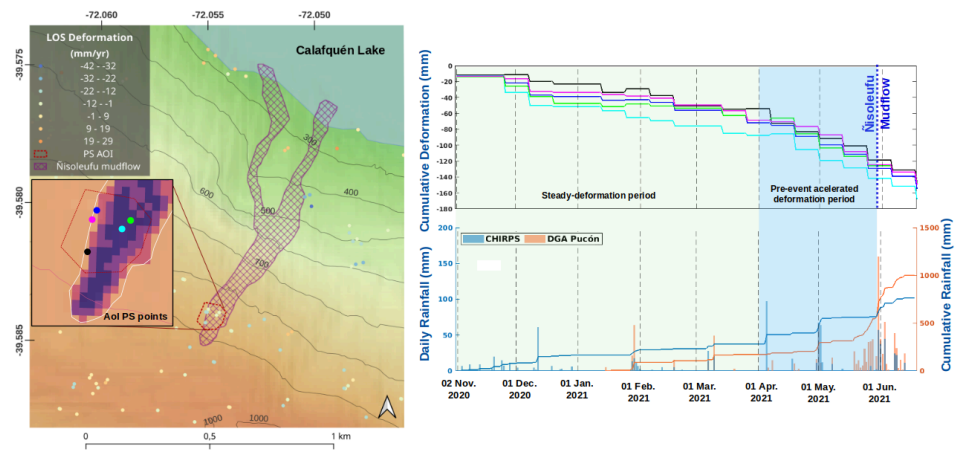 -72.060
-72.055
-72.050
-39.575
-39.580
-39.585
LOS Deformation
(mm/yr)
-42 - -32
-32 - -22
-22 - -12
-12 - -1
-1 - 9
9 - 19
19 - 29
PS AOI
Ñisoleufu mudflow
Calafquén Lake
300
400
600
500
700
1000
1000
AoI PS points
0
0,5
1 km
Cumulative Deformation (mm)
0
-20
-40
-60
-80
-100
-120
-140
-160
-180
Steady-deformation period
Pre-event acelerated
deformation period
Ñisoleufu
Mudflow
Daily Rainfall (mm)
200
150
100
50
0
CHIRPS
DGA Pucón
1500
1000
500
0
Cumulative Rainfall (mm)
02 Nov.
2020
01 Dec.
2020
01 Jan.
2021
01 Feb.
2021
01 Mar.
2021
01 Apr.
2021
01 May.
2021
01 Jun.
2021